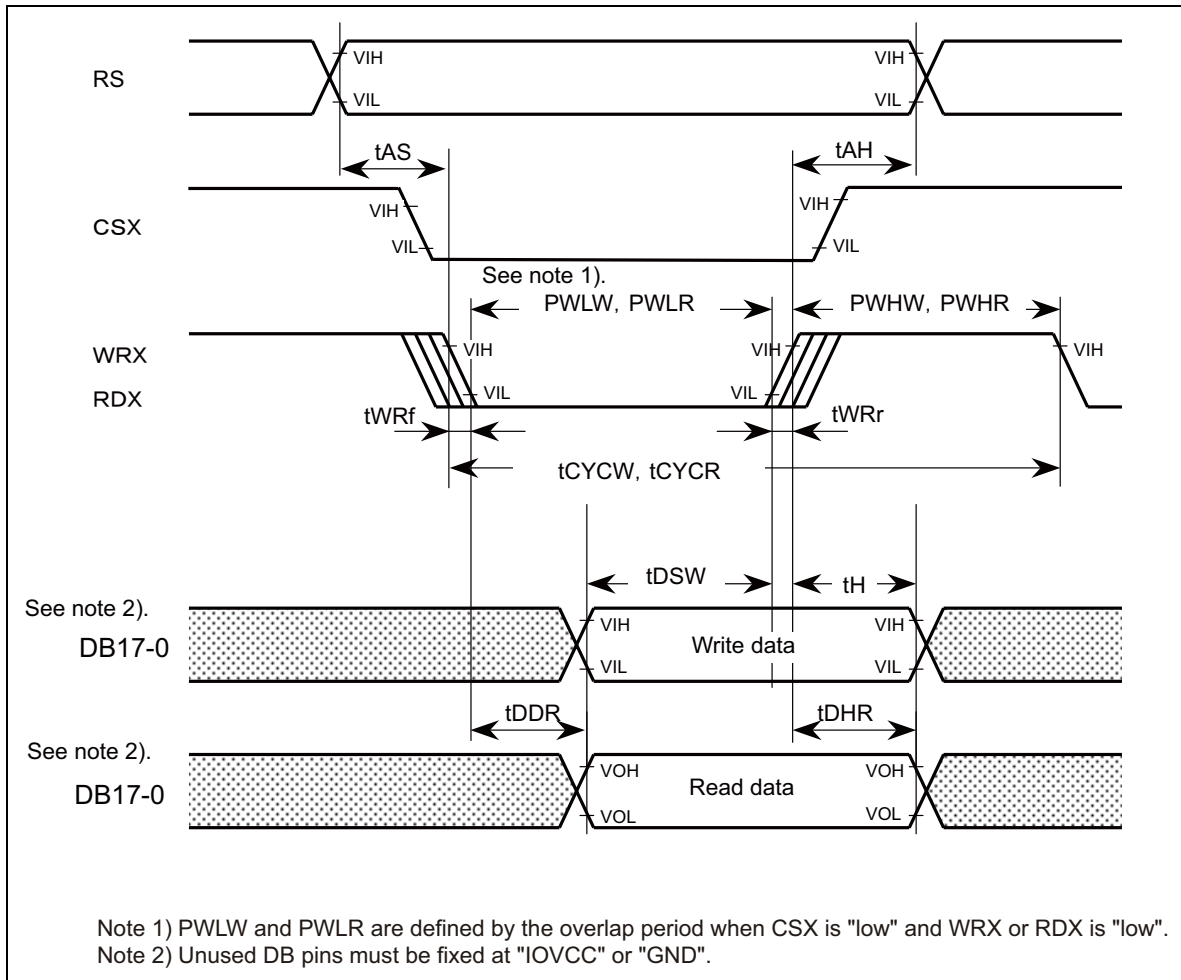 RS
VIH
VIH
VIL
VIL
tAS
tAH
CSX
VIH
VIH
VIL
VIL
See note 1).
PWLW, PWLR
PWHW, PWHR
WRX
VIH
VIH
VIH
RDX
VIL
VIL
tWRf
tWRr
tCYCW, tCYCR
tDSW
tH
See note 2).
DB17-0
VIH
Write data
VIH
VIL
VIL
tDDR
tDHR
See note 2).
DB17-0
VOH
Read data
VOH
VOL
VOL
Note 1) PWLW and PWLR are defined by the overlap period when CSX is "low" and WRX or RDX is "low".
Note 2) Unused DB pins must be fixed at "IOVCC" or "GND".